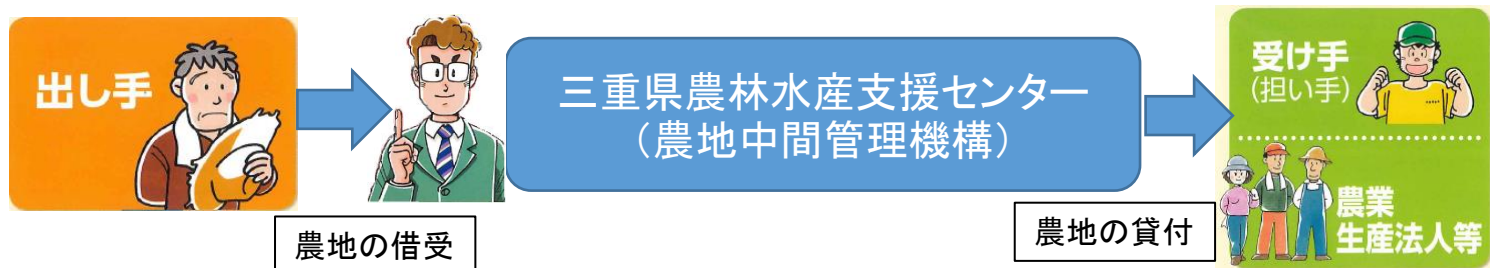 出し手
三重県農林水産支援センター
（農地中間管理機構）
受け手
(担い手)
農業
生産法人等
農地の借受
農地の貸付